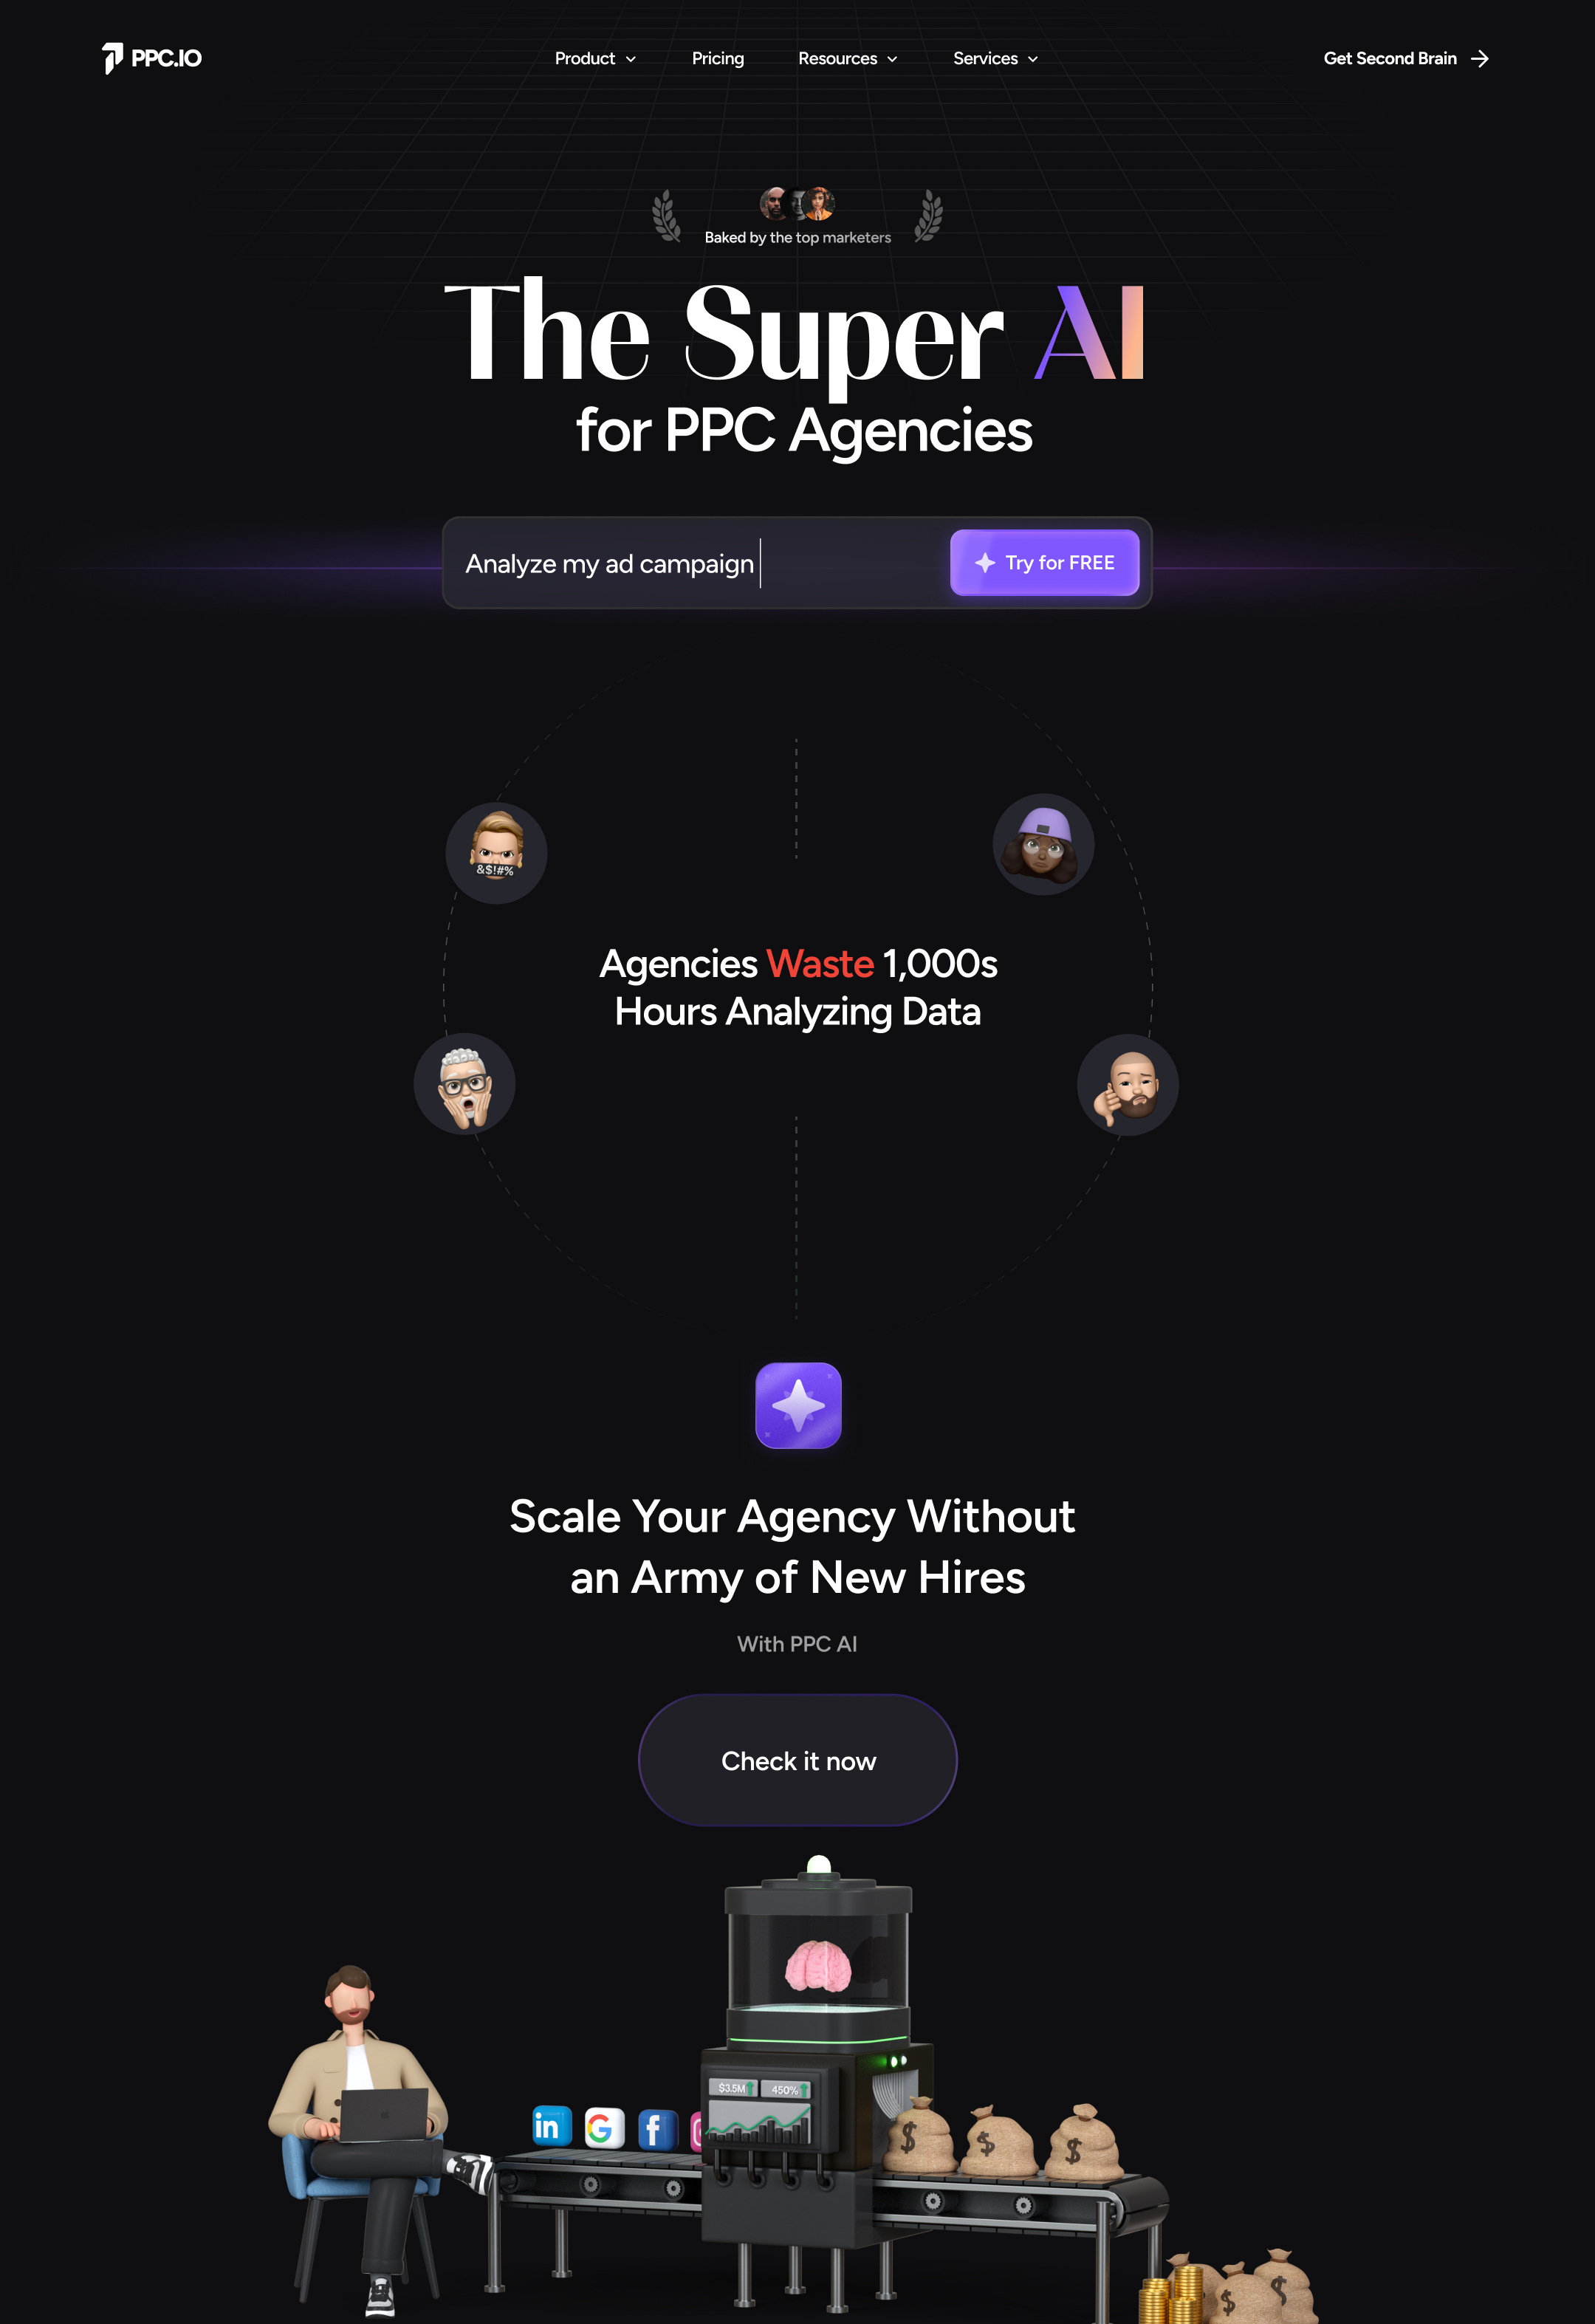 PPC.IO
Product
Pricing
Resources
Services
Get Second Brain
Baked by the top marketers
The Super AI
for PPC Agencies
Analyze my ad campaign
Try for FREE
&$!#%
Agencies Waste 1,000s
Hours Analyzing Data
Scale Your Agency Without
an Army of New Hires
With PPC AI
Check it now
$3.5M
450%
in
G
f
$
$
$
$
$